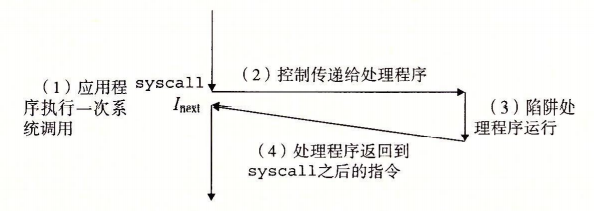 （1）应用程
序执行一次系
统调用
syscall
Inext
（2）控制传递给处理程序
（3）陷阱处
理程序运行
（4）处理程序返回到
syscall之后的指令